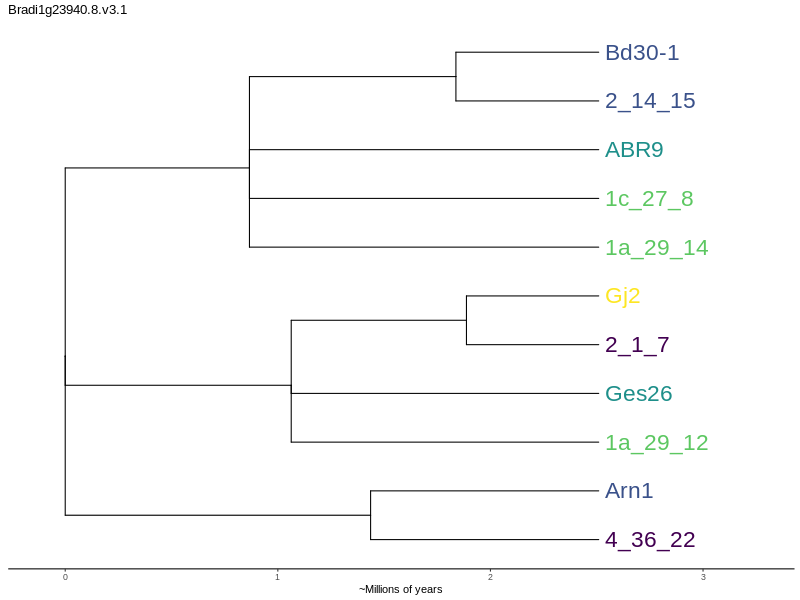 Bradi1g23940.8.v3.1
Bd30-1
2_14_15
ABR9
1c_27_8
1a_29_14
Gj2
2_1_7
Ges26
1a_29_12
Arn1
4_36_22
0 1 2 3
~Millions of years